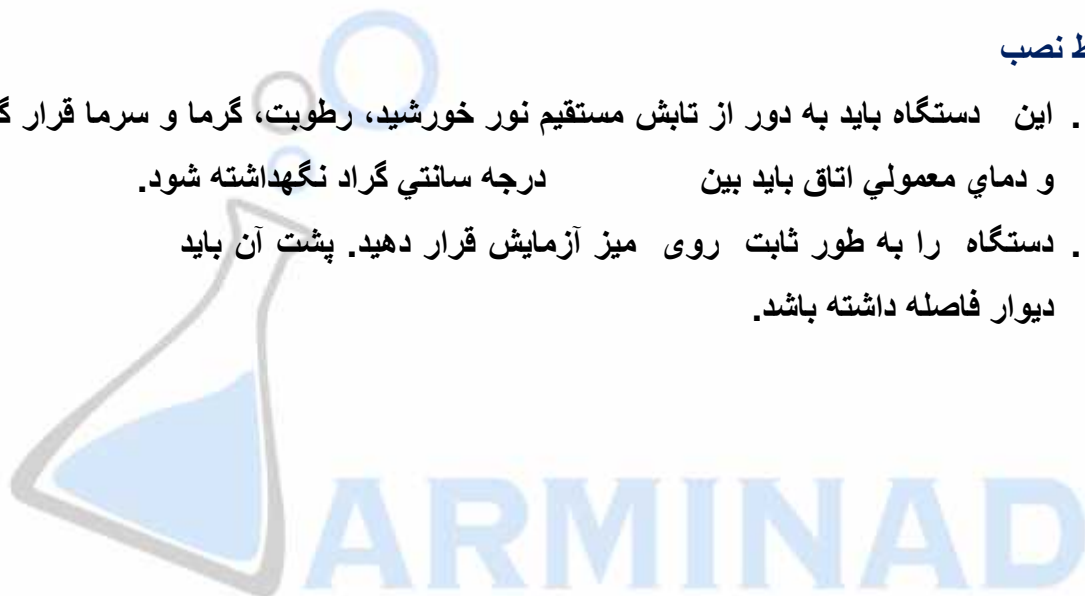 نصب
. این دستگاه باید به دور از تابش مستقیم نور خورشید، رطوبت، گرما و سرما قرار
و دماي معمولي اتاق باید بین درجه سانتي گراد نگهداشته شود.
. دستگاه را به طور ثابت روی میز آزمایش قرار دهید. پشت آن باید
دیوار فاصله داشته باشد.
ARMINAD